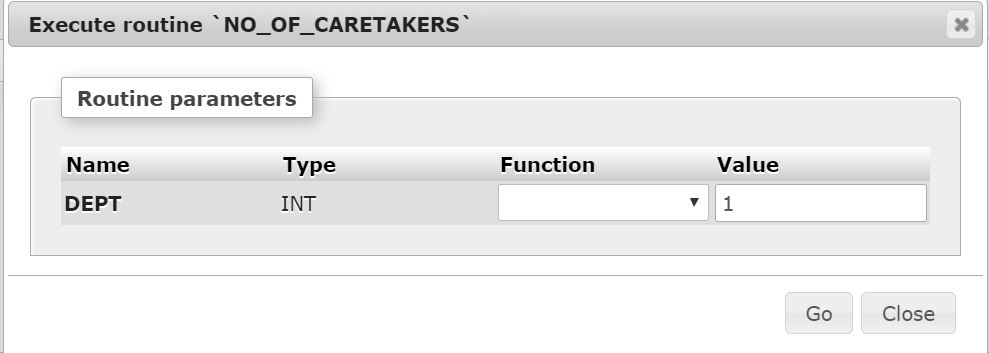 Execute routine `NO_OF_CARETAKERS`
Routine parameters
Name Type Function Value
DEPT INT 1
Go Close